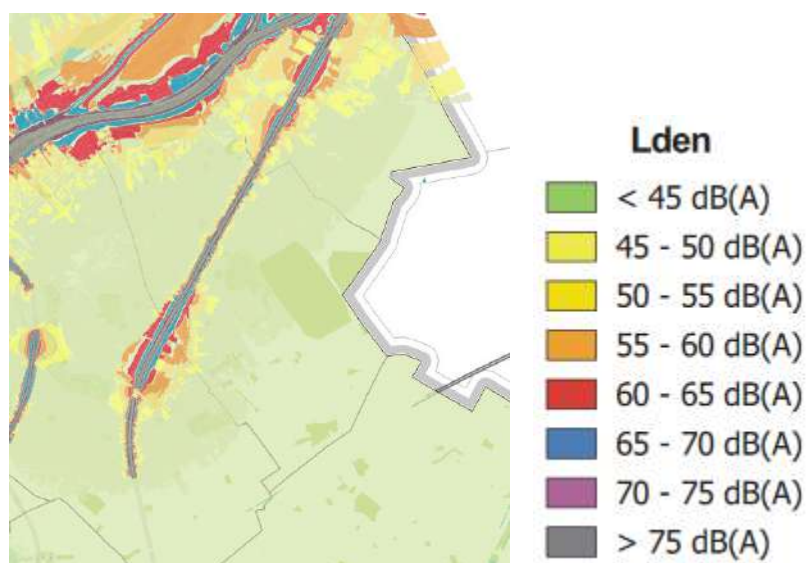 Lden
< 45 dB(A)
45 - 50 dB(A)
50 - 55 dB(A)
55 - 60 dB(A)
60 - 65 dB(A)
65 - 70 dB(A)
70 - 75 dB(A)
> 75 dB(A)